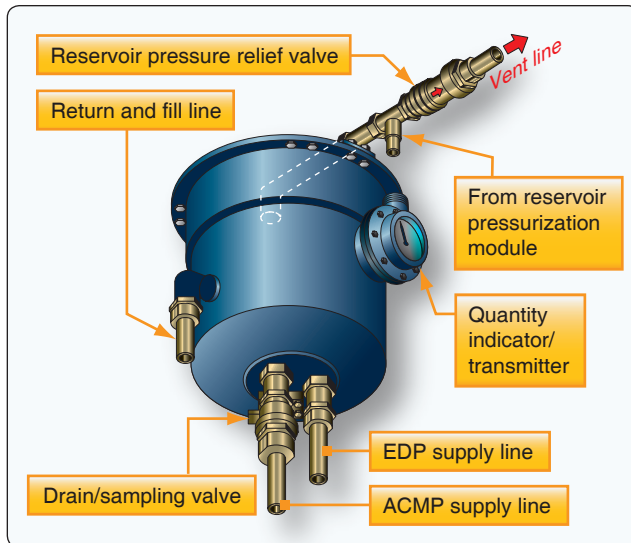 Reservoir pressure relief valve
Vent line
Return and fill line
From reservoir
pressurization
module
Quantity
indicator/
transmitter
EDP supply line
Drain/sampling valve
ACMP supply line